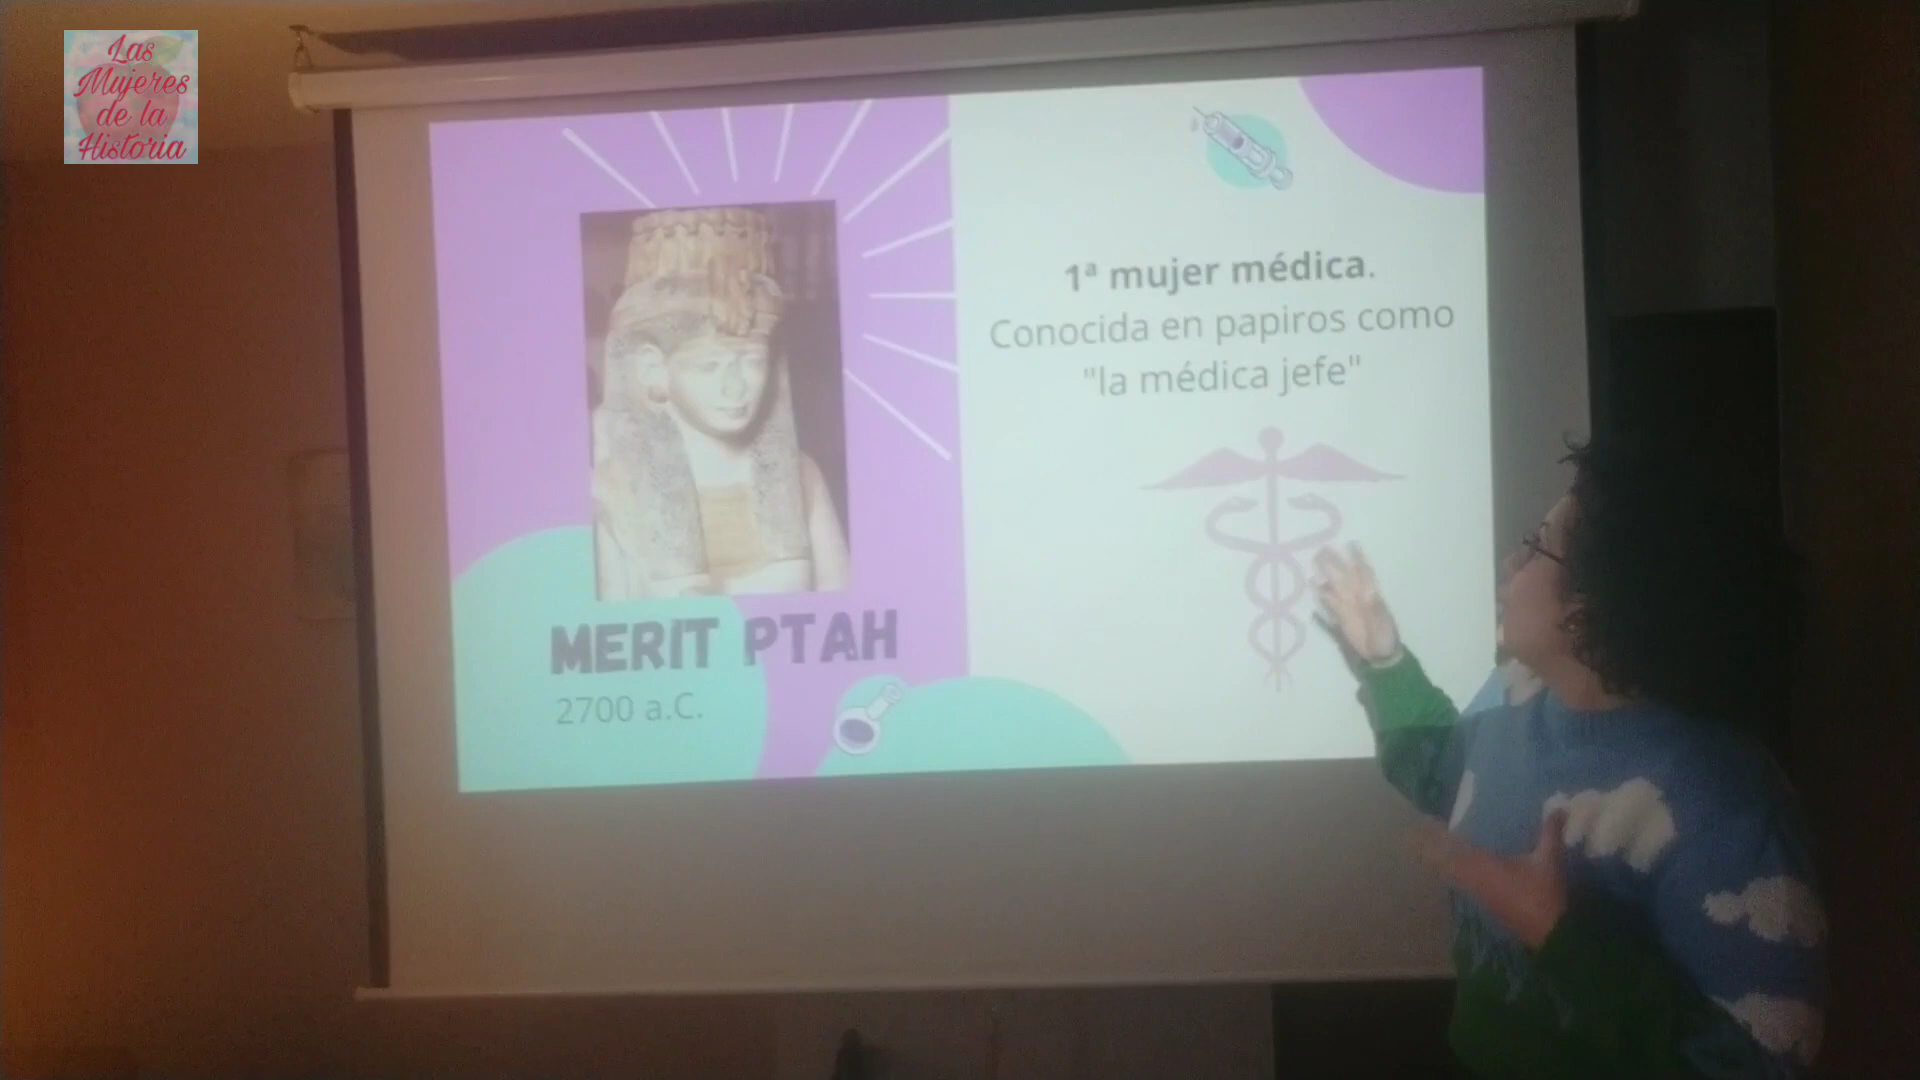 Las
Mujeres
de la
Historia
1ª mujer médica.
Conocida en papiros como
"la médica jefe"
MERIT PTAH
2700 a.C.